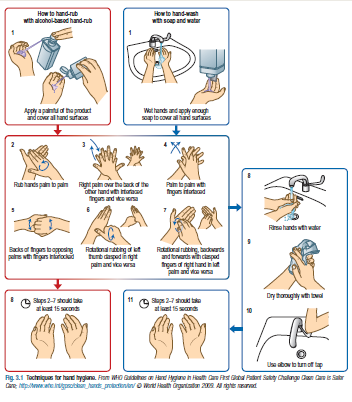 How to hand-rub
with alcohol-based hand-rub
1
Apply a palmful of the product
and cover all hand surfaces
How to hand-wash
with soap and water
1
Wet hands and apply enough
soap to cover all hand surfaces
2
Rub hands palm to palm
3
Right palm over the back of the
other hand with interlaced
fingers and vice versa
4
Palm to palm with
fingers interlaced
5
Backs of fingers to opposing
palms with fingers interlocked
6
Rotational rubbing of left
thumb clasped in right
palm and vice versa
7
Rotational rubbing, backwards
and forwards with clasped
fingers of right hand in left
palm and vice versa
8
Rinse hands with water
9
Dry thoroughly with towel
10
Use elbow to turn off tap
8
Steps 2–7 should take
at least 15 seconds
11
Steps 2–7 should take
at least 15 seconds
Fig. 3.1 Techniques for hand hygiene. From WHO Guidelines on Hand Hygiene in Health Care First Global Patient Safety Challenge Clean Care is Safer
Care; http://www.who.int/gpsc/clean_hands_protection/en/ © World Health Organization 2009. All rights reserved.